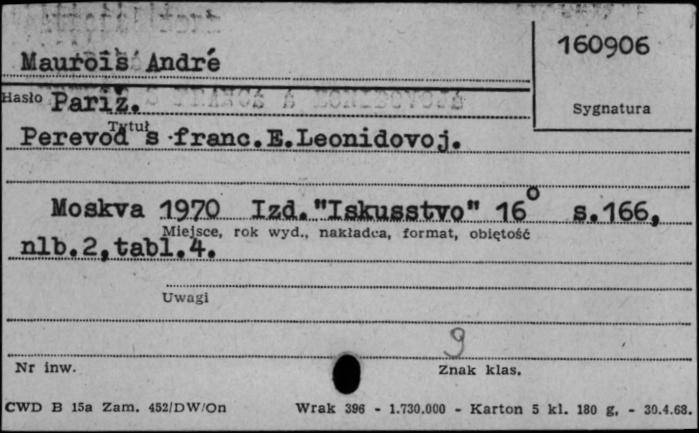 160906
Maurois André
Hasło Pariž.
Sygnatura
Tytuł
Perevod s franc.E.Leonidovoj.
Moskva 1970 Izd."Iskusstvo" 16° s.166,
Miejsce, rok wyd., nakładca, format, objętość
nlb.2,tabl.4.
Uwagi
9
Nr inw.
Znak klas.
CWD B 15a Zam. 452/DW/On Wrak 396 - 1.730.000 - Karton 5 kl. 180 g, - 30.4.68.